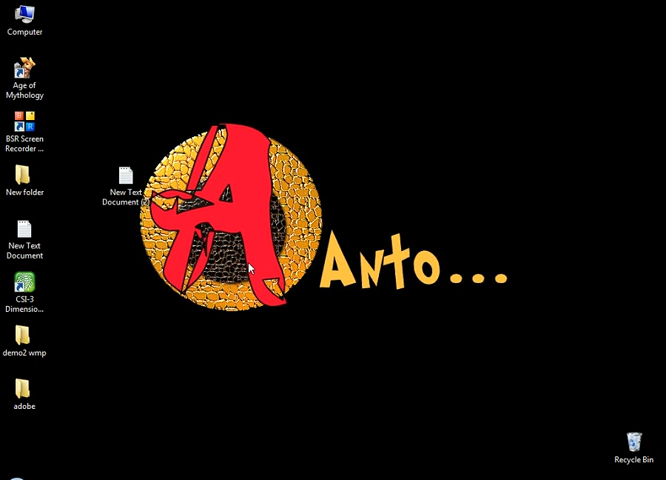 Computer
Age of
Mythology
BSR Screen
Recorder ...
New folder
New Text
Document
CSI-3
Dimensio...
demo2 wmp
adobe
New Text
Document (2)
A
Anto...
Recycle Bin